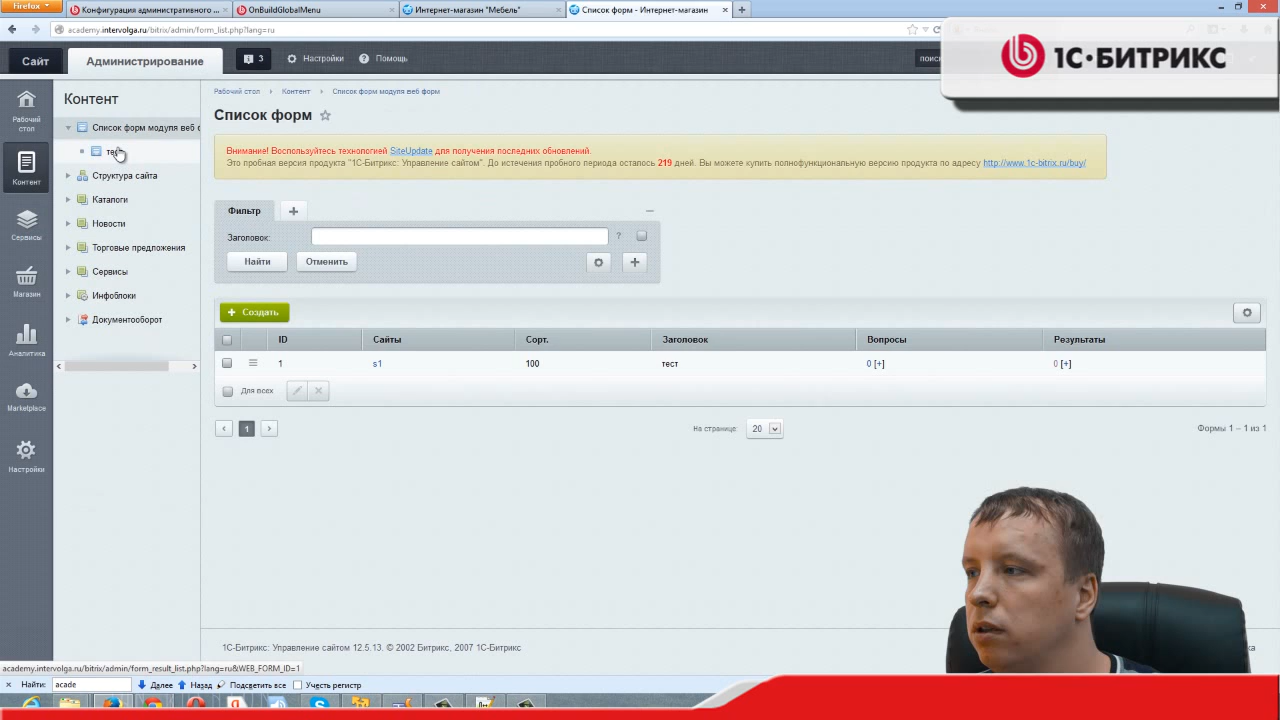 Firefox
Конфигурация административного ...
OnBuildGlobalMenu
Интернет-магазин "Мебель"
Список форм - Интернет-магазин
academy.intervolga.ru/bitrix/admin/form_list.php?lang=ru
1С·БИТРИКС
Сайт
Администрирование
3
Настройки
Помощь
поиск
Рабочий стол
Контент
Сервисы
Магазин
Аналитика
Marketplace
Настройки
Контент
Список форм модуля веб ф
тест
Структура сайта
Каталоги
Новости
Торговые предложения
Сервисы
Инфоблоки
Документооборот
Рабочий стол
Контент
Список форм модуля веб форм
Список форм
Внимание! Воспользуйтесь технологией SiteUpdate для получения последних обновлений.
Это пробная версия продукта "1С-Битрикс: Управление сайтом". До истечения пробного периода осталось 219 дней. Вы можете купить полнофункциональную версию продукта по адресу http://www.1c-bitrix.ru/buy/
Фильтр
Заголовок:
?
Найти
Отменить
Создать
ID Сайты Сорт. Заголовок Вопросы Результаты
1 s1 100 тест 0 [+] 0 [+]
Для всех
1
На странице: 20
Формы 1 – 1 из 1
1С-Битрикс: Управление сайтом 12.5.13. © 2002 Битрикс, 2007 1С-Битрикс
academy.intervolga.ru/bitrix/admin/form_result_list.php?lang=ru&WEB_FORM_ID=1
Найти: acade
Далее
Назад
Подсветить все
Учесть регистр